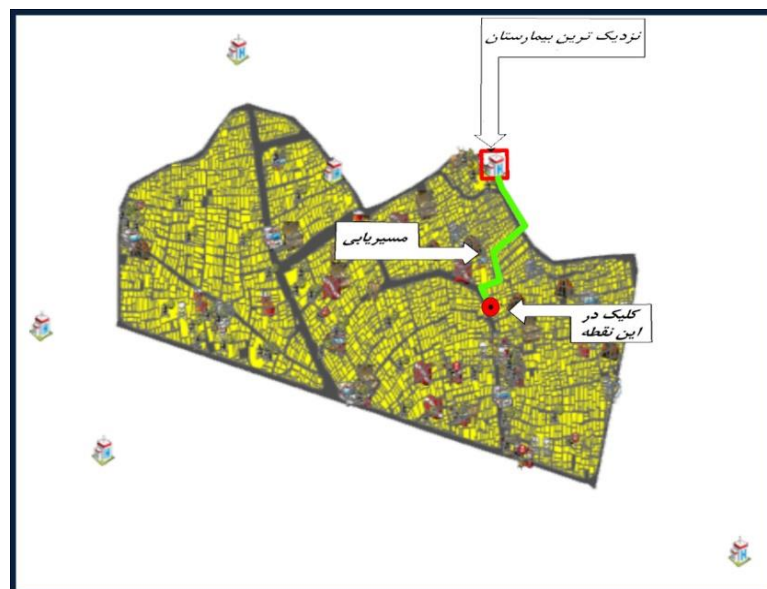 نزدیک ترین بیمارستان
مسیریابی
کلیک در
این نقطه